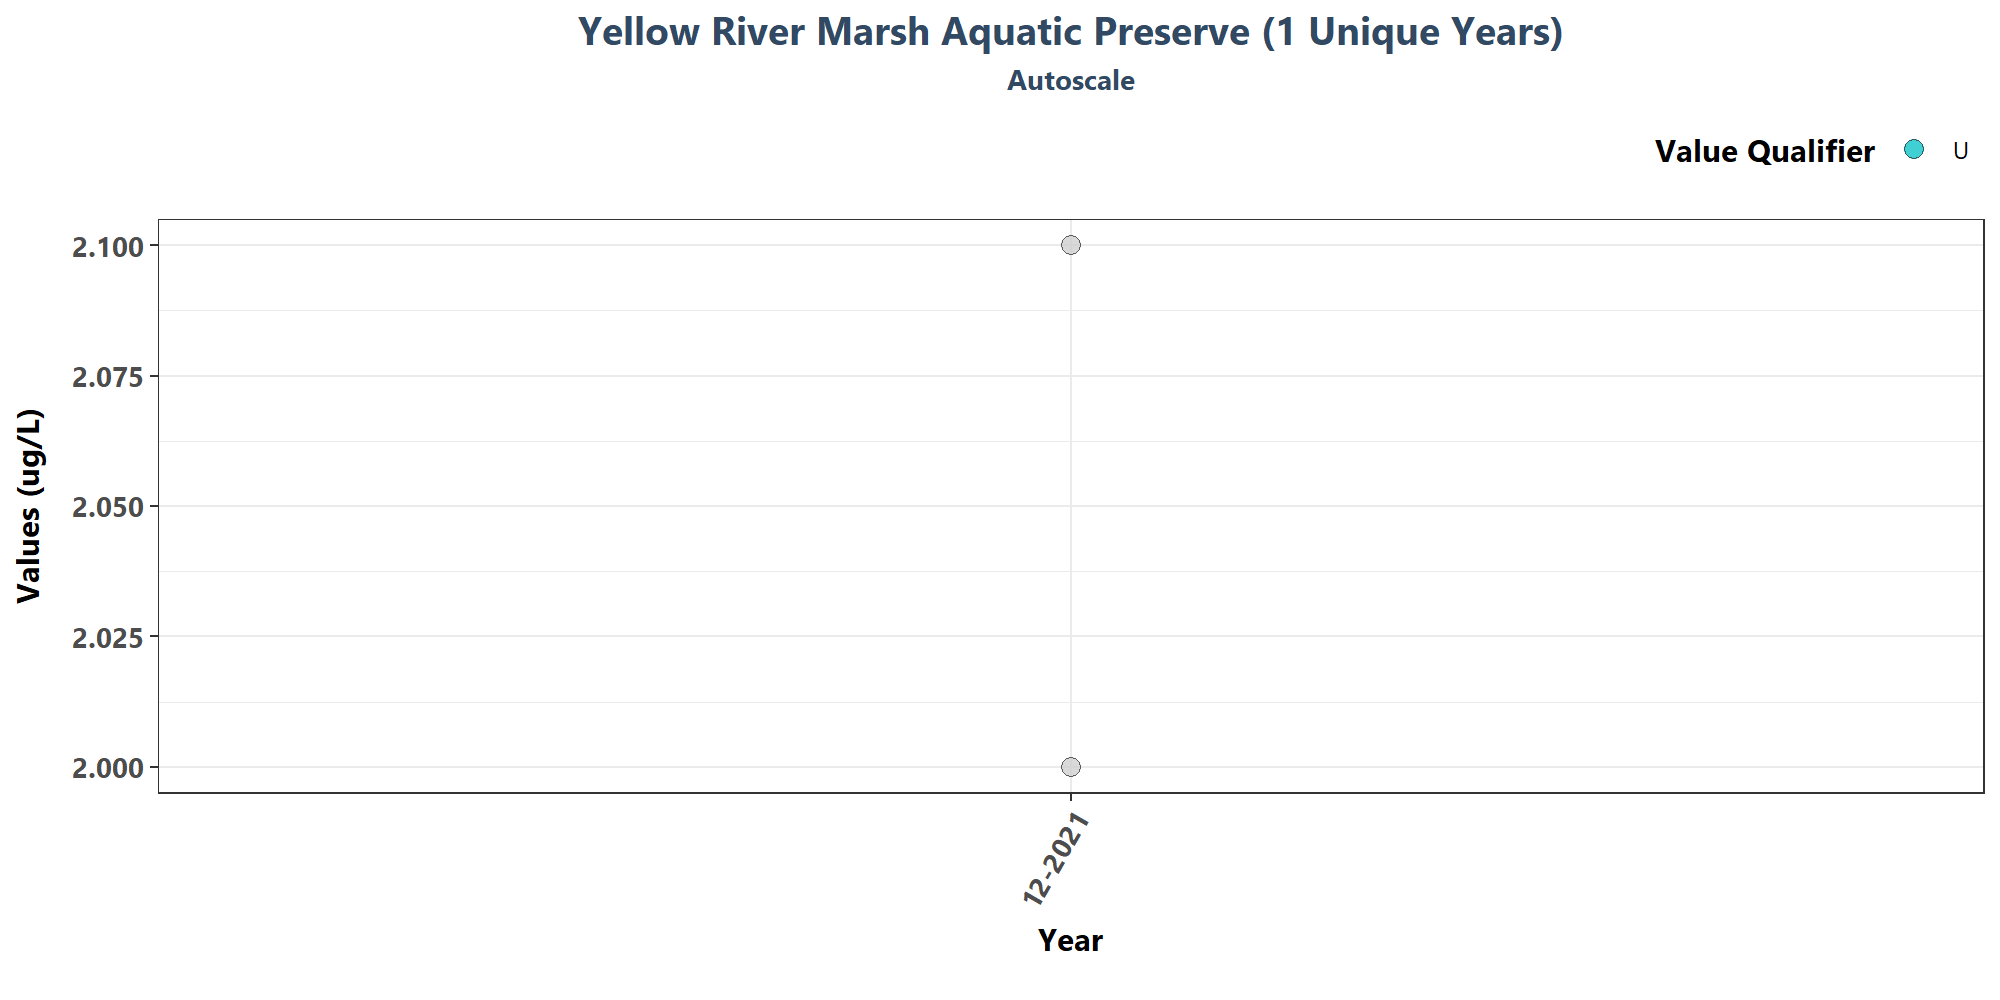 Yellow River Marsh Aquatic Preserve (1 Unique Years)
Autoscale
Value Qualifier U
Values (ug/L)
2.100
2.075
2.050
2.025
2.000
12-2021
Year